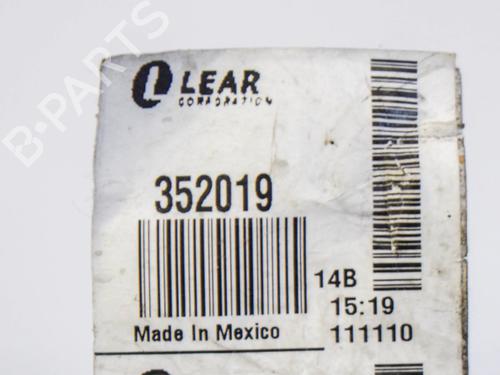 LEAR
CORPORATION
352019
14B
15:19
Made In Mexico
111110
B-PARTS